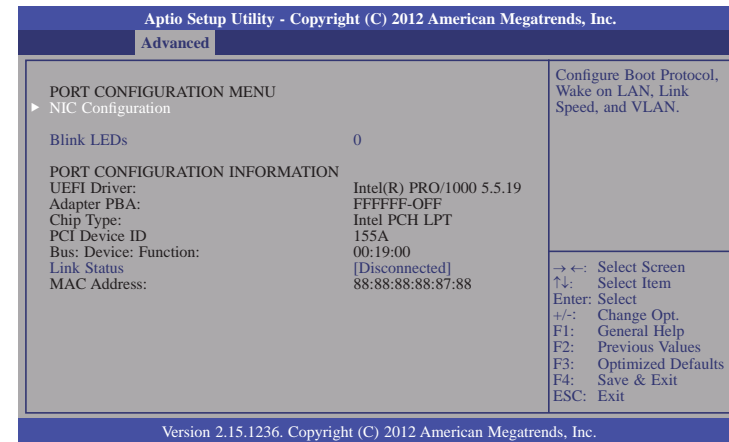 Aptio Setup Utility - Copyright (C) 2012 American Megatrends, Inc.
Advanced
PORT CONFIGURATION MENU
► NIC Configuration
Blink LEDs 0
PORT CONFIGURATION INFORMATION
UEFI Driver: Intel(R) PRO/1000 5.5.19
Adapter PBA: FFFFFF-OFF
Chip Type: Intel PCH LPT
PCI Device ID 155A
Bus: Device: Function: 00:19:00
Link Status [Disconnected]
MAC Address: 88:88:88:88:87:88
Configure Boot Protocol,
Wake on LAN, Link
Speed, and VLAN.
→ ←: Select Screen
↑↓: Select Item
Enter: Select
+/-: Change Opt.
F1: General Help
F2: Previous Values
F3: Optimized Defaults
F4: Save & Exit
ESC: Exit
Version 2.15.1236. Copyright (C) 2012 American Megatrends, Inc.